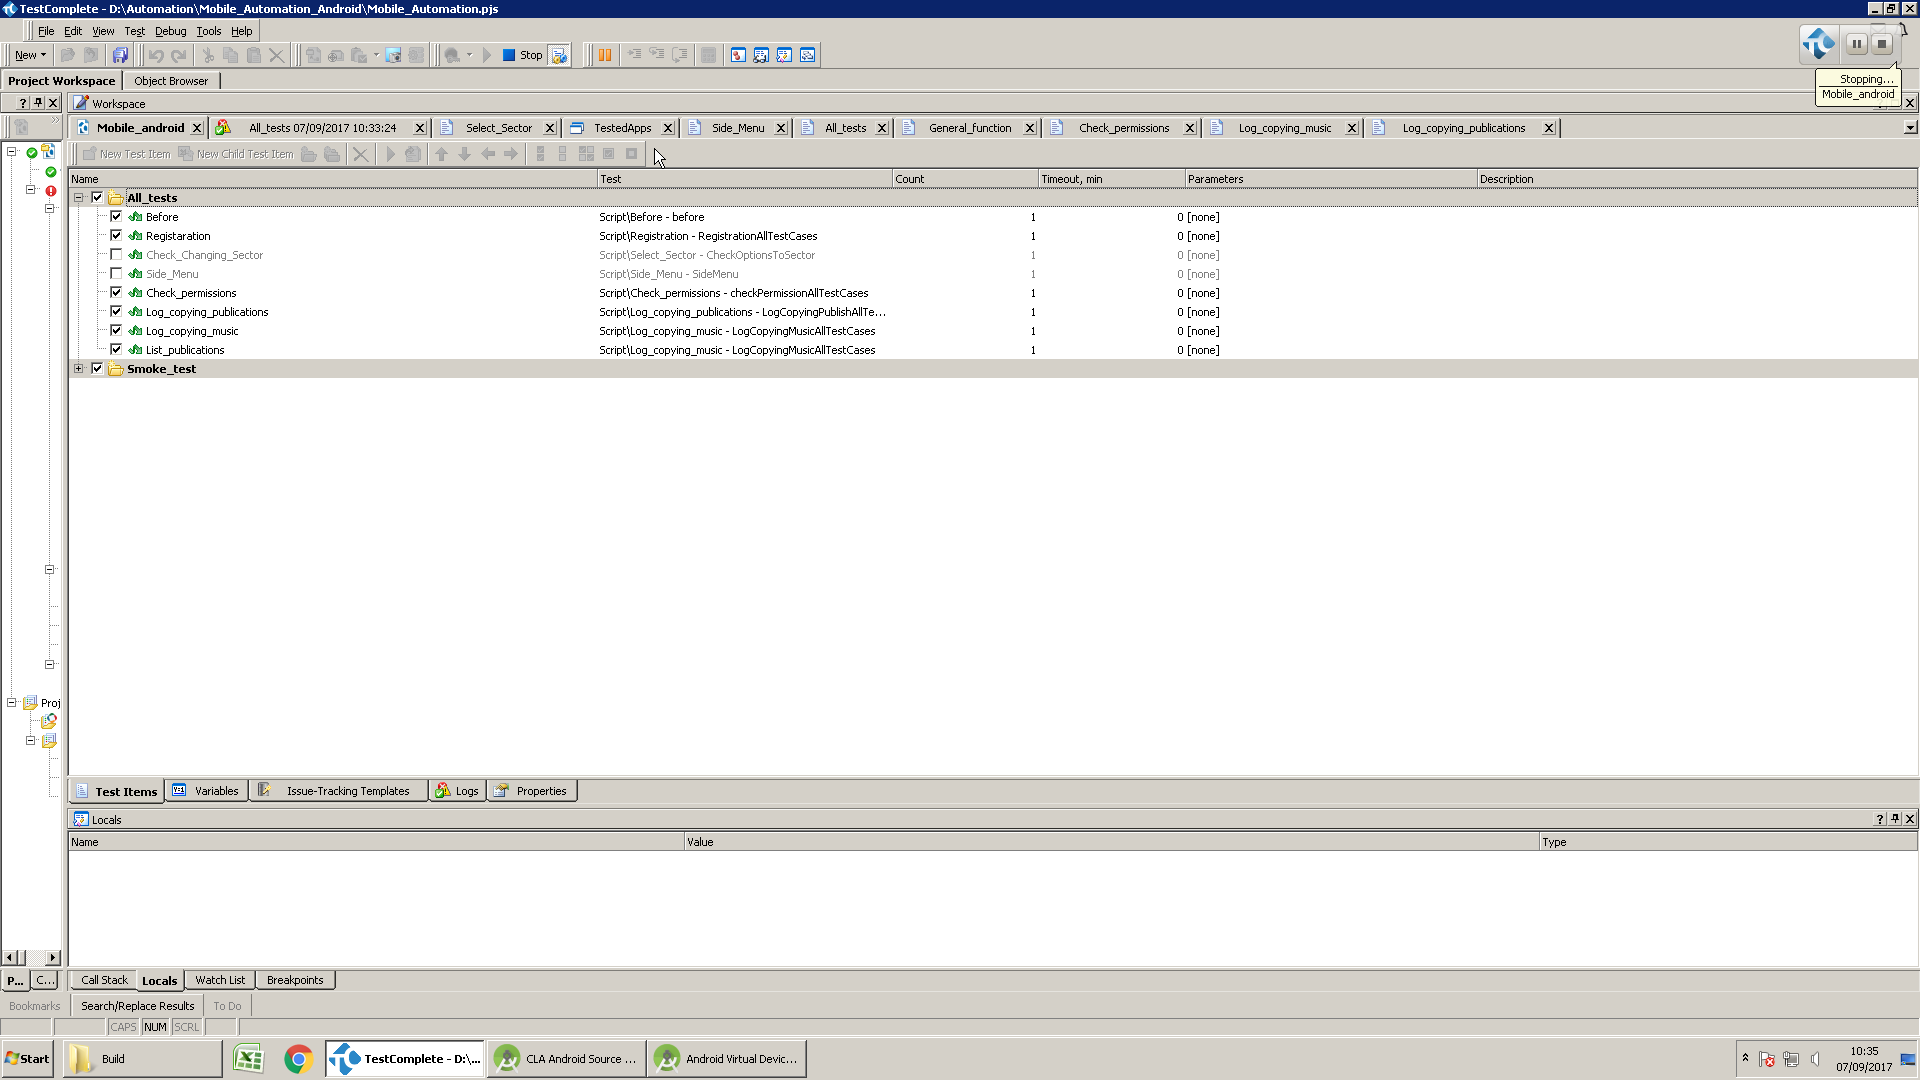 TestComplete - D:\Automation\Mobile_Automation_Android\Mobile_Automation.pjs
File Edit View Test Debug Tools Help
New Stop
Stopping...
Mobile_android
Project Workspace Object Browser
Workspace
Mobile_android All_tests 07/09/2017 10:33:24 Select_Sector TestedApps Side_Menu All_tests General_function Check_permissions Log_copying_music Log_copying_publications
New Test Item New Child Test Item
Name Test Count Timeout, min Parameters Description
All_tests
Before Script\Before - before 1 0 [none]
Registaration Script\Registration - RegistrationAllTestCases 1 0 [none]
Check_Changing_Sector Script\Select_Sector - CheckOptionsToSector 1 0 [none]
Side_Menu Script\Side_Menu - SideMenu 1 0 [none]
Check_permissions Script\Check_permissions - checkPermissionAllTestCases 1 0 [none]
Log_copying_publications Script\Log_copying_publications - LogCopyingPublishAllTe... 1 0 [none]
Log_copying_music Script\Log_copying_music - LogCopyingMusicAllTestCases 1 0 [none]
List_publications Script\Log_copying_music - LogCopyingMusicAllTestCases 1 0 [none]
Smoke_test
Proj
Test Items Variables Issue-Tracking Templates Logs Properties
Locals
Name Value Type
P... C... Call Stack Locals Watch List Breakpoints
Bookmarks Search/Replace Results To Do
CAPS NUM SCRL
Start Build TestComplete - D:\... CLA Android Source ... Android Virtual Devic... 10:35
07/09/2017